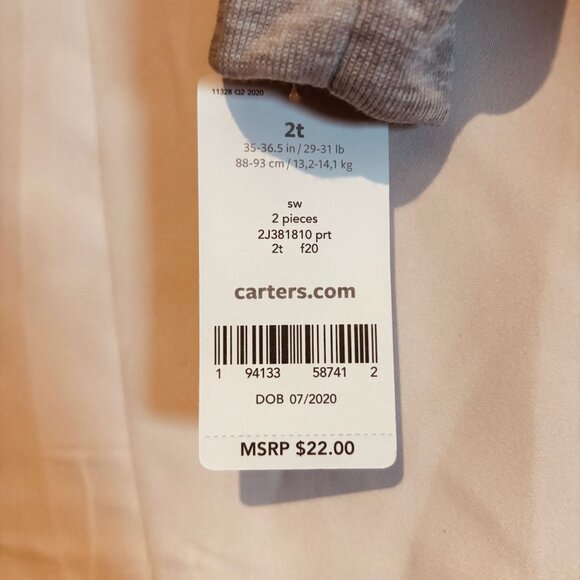 11328 Q2 2020
2t
35-36.5 in / 29-31 lb
88-93 cm / 13,2-14,1 kg
sw
2 pieces
2J381810 prt
2t f20
carters.com
1 94133 58741 2
DOB 07/2020
MSRP $22.00